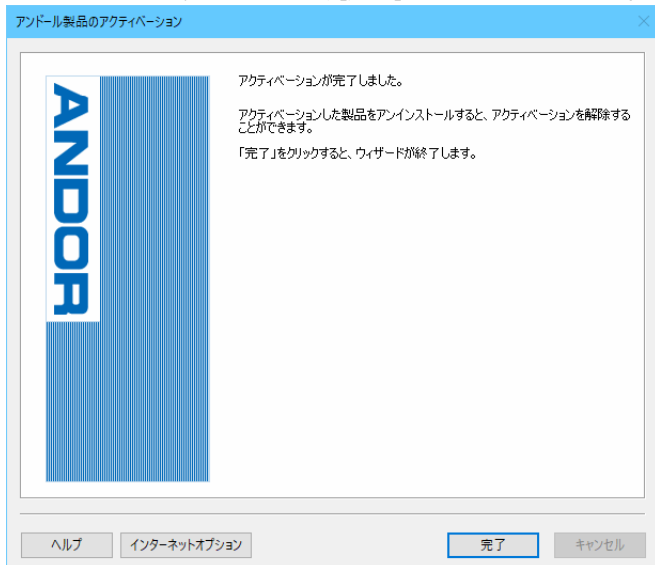 アンドール製品のアクティベーション
ANDOR
アクティベーションが完了しました。
アクティベーションした製品をアンインストールすると、アクティベーションを解除する
ことができます。
「完了」をクリックすると、ウィザードが終了します。
ヘルプ
インターネットオプション
完了
キャンセル